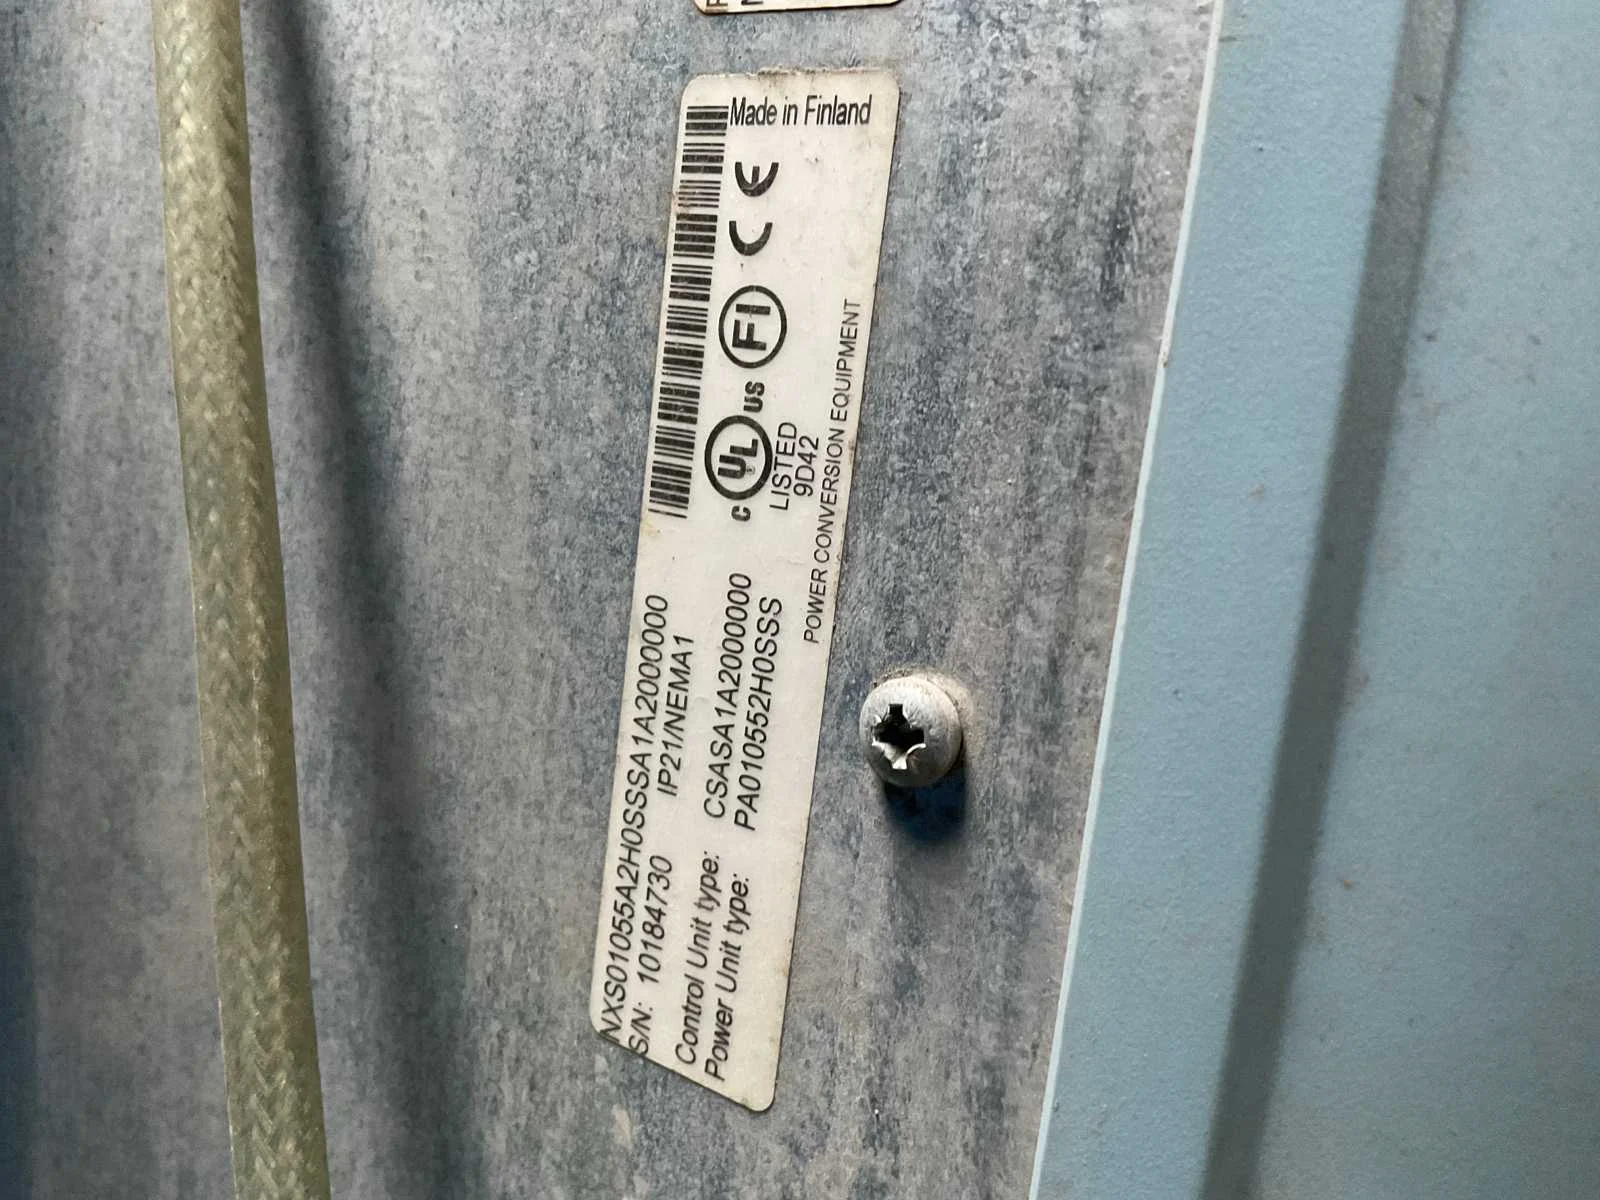 NXS01055A2H0SSSSA1A2000000
S/N: 10184730 IP21/NEMA1
Control Unit type: CSASA1A2000000
Power Unit type: PA010552H0SSS
Made in Finland
CE
FI
c UL us
LISTED
9D42
POWER CONVERSION EQUIPMENT